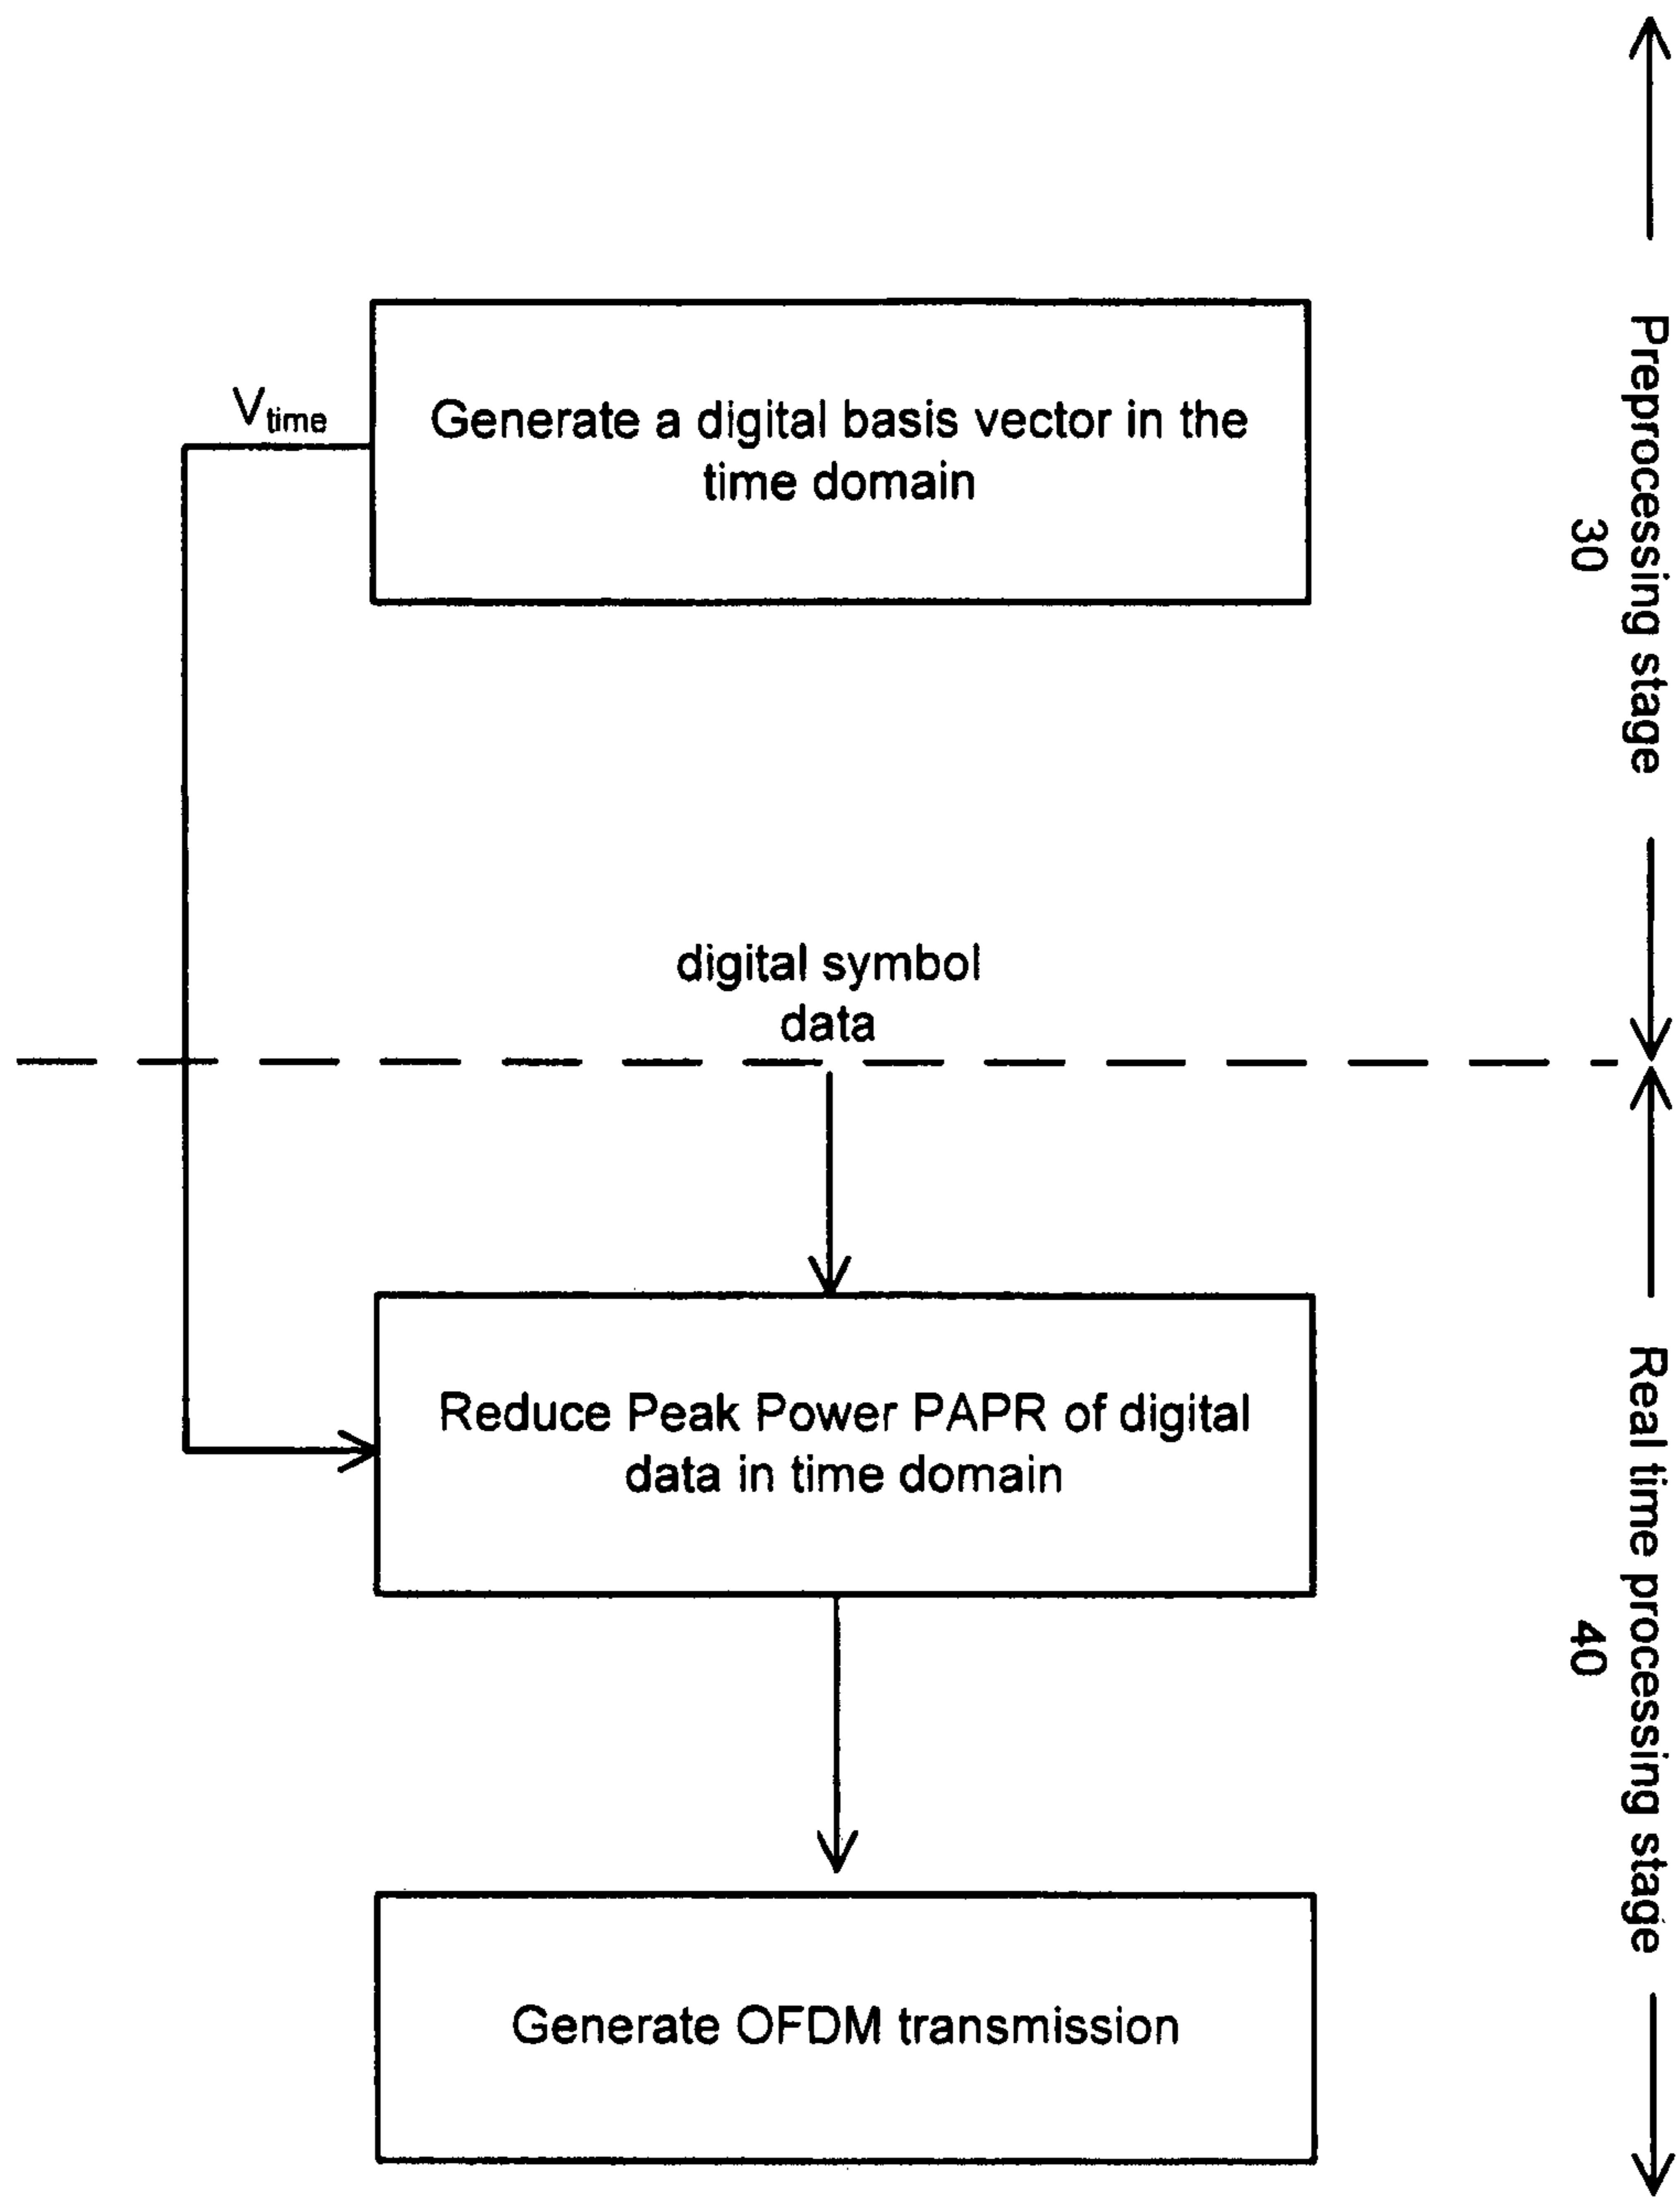 Preprocessing stage
30
V_time
Generate a digital basis vector in the
time domain
digital symbol
data
Real time processing stage
40
Reduce Peak Power PAPR of digital
data in time domain
Generate OFDM transmission